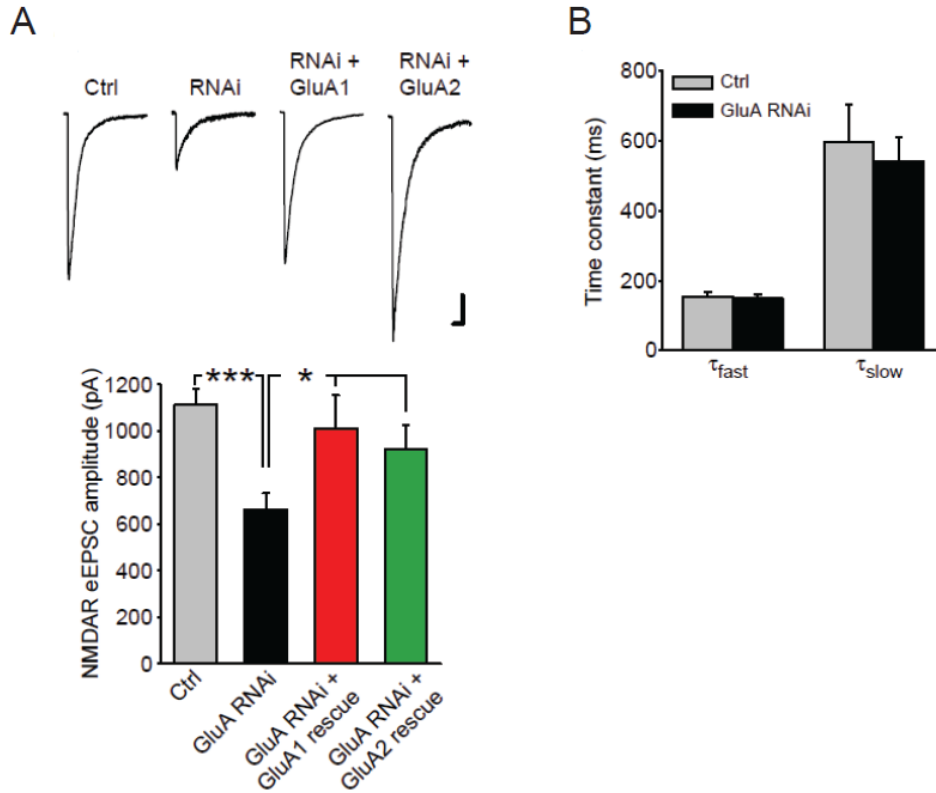 A
Ctrl
RNAi
RNAi +
GluA1
RNAi +
GluA2
NMDAR eEPSC amplitude (pA)
1200
1000
800
600
400
200
0
***
*
Ctrl
GluA RNAi
GluA RNAi +
GluA1 rescue
GluA RNAi +
GluA2 rescue
B
Time constant (ms)
800
600
400
200
0
Ctrl
GluA RNAi
τfast
τslow